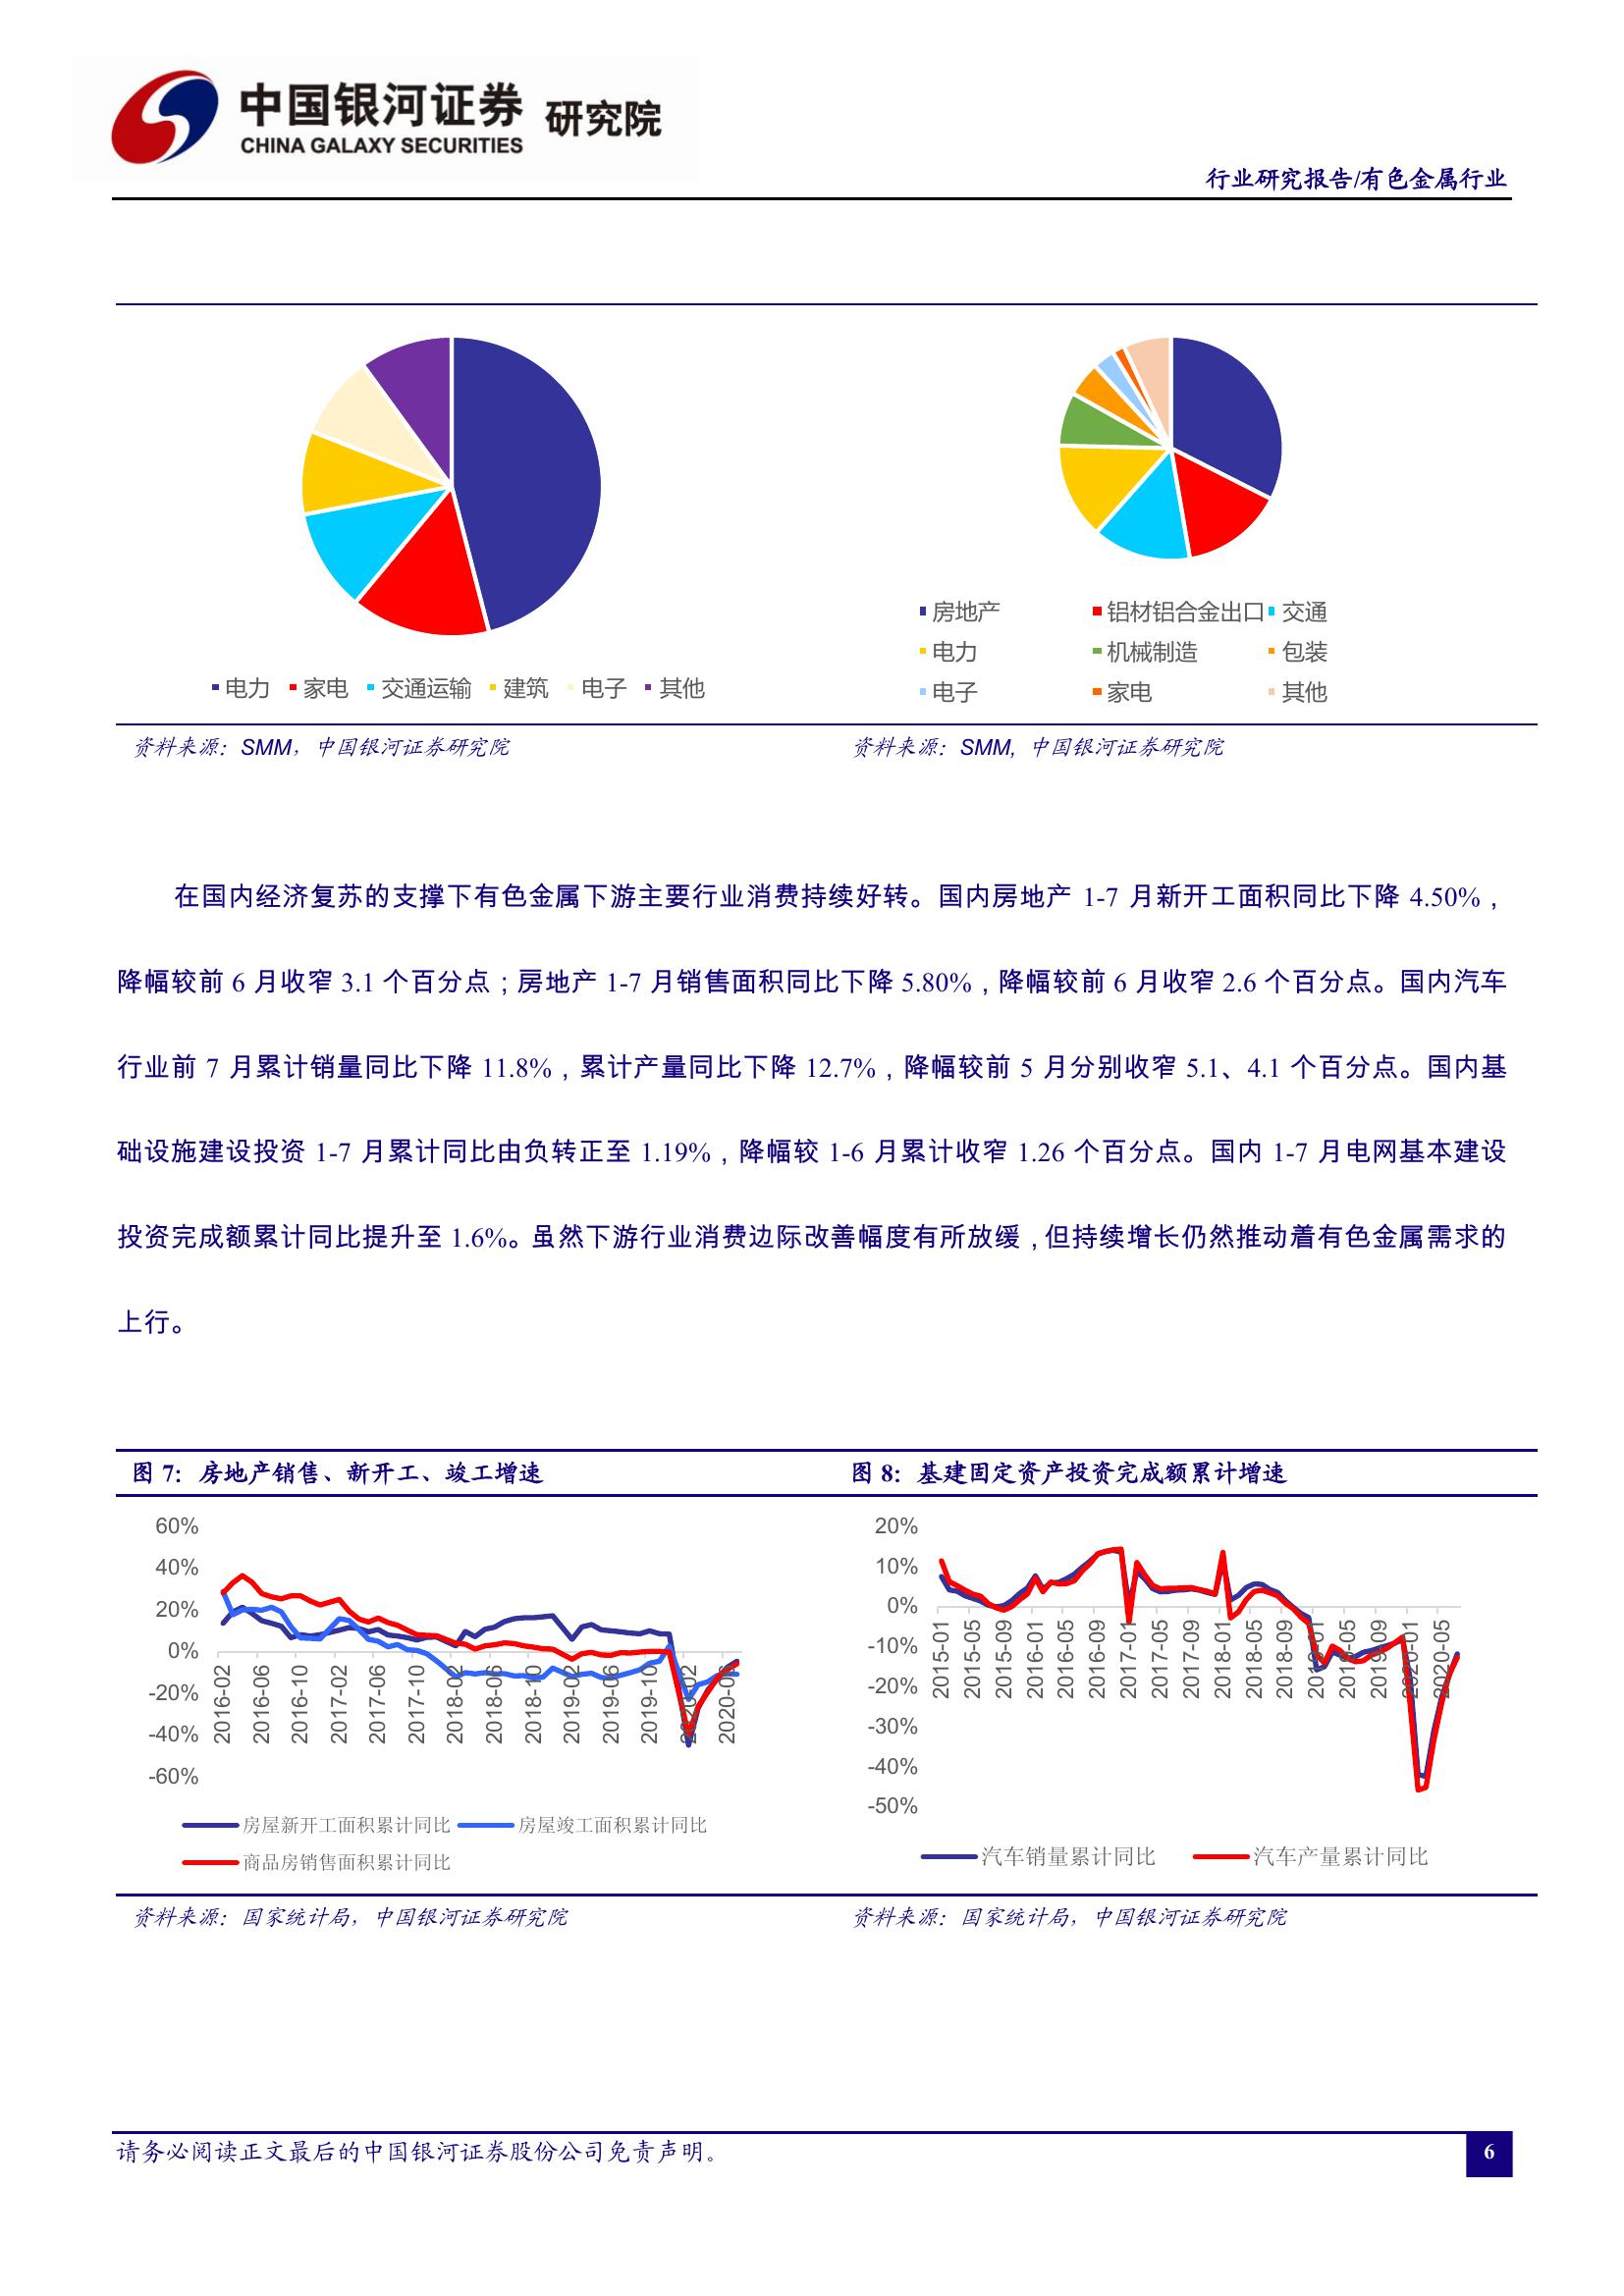 中国银河证券 研究院
CHINA GALAXY SECURITIES
行业研究报告/有色金属行业
电力 家电 交通运输 建筑 电子 其他
房地产 铝材铝合金出口 交通
电力 机械制造 包装
电子 家电 其他
资料来源：SMM，中国银河证券研究院
资料来源：SMM, 中国银河证券研究院
在国内经济复苏的支撑下有色金属下游主要行业消费持续好转。国内房地产 1-7 月新开工面积同比下降 4.50%，
降幅较前 6 月收窄 3.1 个百分点；房地产 1-7 月销售面积同比下降 5.80%，降幅较前 6 月收窄 2.6 个百分点。国内汽车
行业前 7 月累计销量同比下降 11.8%，累计产量同比下降 12.7%，降幅较前 5 月分别收窄 5.1、4.1 个百分点。国内基
础设施建设投资 1-7 月累计同比由负转正至 1.19%，降幅较 1-6 月累计收窄 1.26 个百分点。国内 1-7 月电网基本建设
投资完成额累计同比提升至 1.6%。虽然下游行业消费边际改善幅度有所放缓，但持续增长仍然推动着有色金属需求的
上行。
图 7：房地产销售、新开工、竣工增速
60%
40%
20%
0%
-20%
-40%
-60%
2016-02 2016-06 2016-10 2017-02 2017-06 2017-10 2018-02 2018-06 2018-10 2019-02 2019-06 2019-10 2020-02 2020-06
房屋新开工面积累计同比 房屋竣工面积累计同比
商品房销售面积累计同比
资料来源：国家统计局，中国银河证券研究院
图 8：基建固定资产投资完成额累计增速
20%
10%
0%
-10%
-20%
-30%
-40%
-50%
2015-01 2015-05 2015-09 2016-01 2016-05 2016-09 2017-01 2017-05 2017-09 2018-01 2018-05 2018-09 2019-01 2019-05 2019-09 2020-01 2020-05
汽车销量累计同比 汽车产量累计同比
资料来源：国家统计局，中国银河证券研究院
请务必阅读正文最后的中国银河证券股份公司免责声明。
6